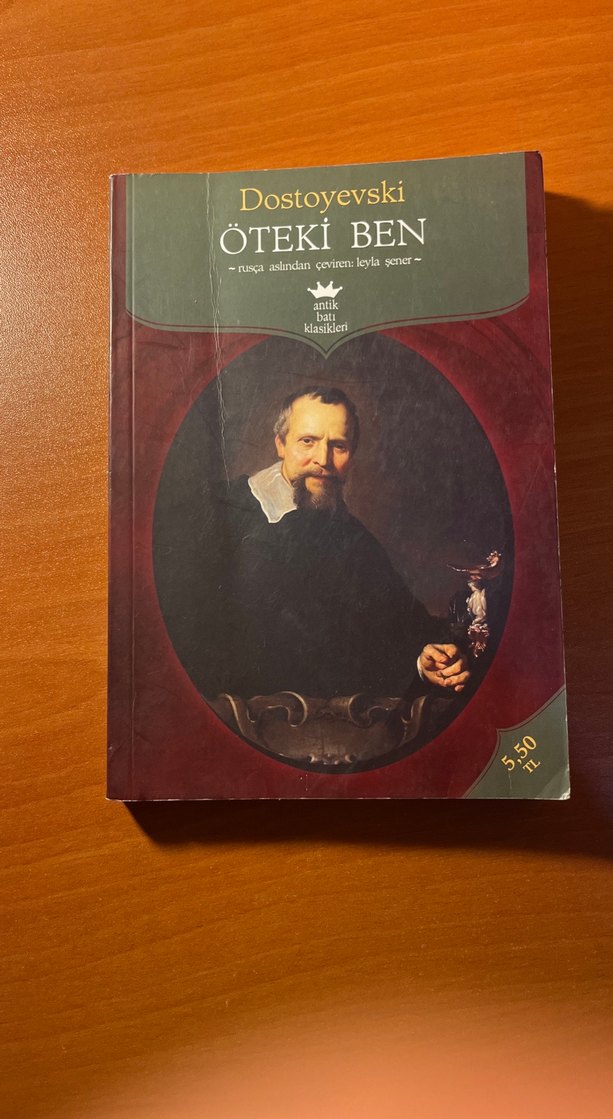 Dostoyevski
ÖTEKİ BEN
~ rusça aslından çeviren: leyla şener ~
antik
batı
klasikleri
5,50
TL